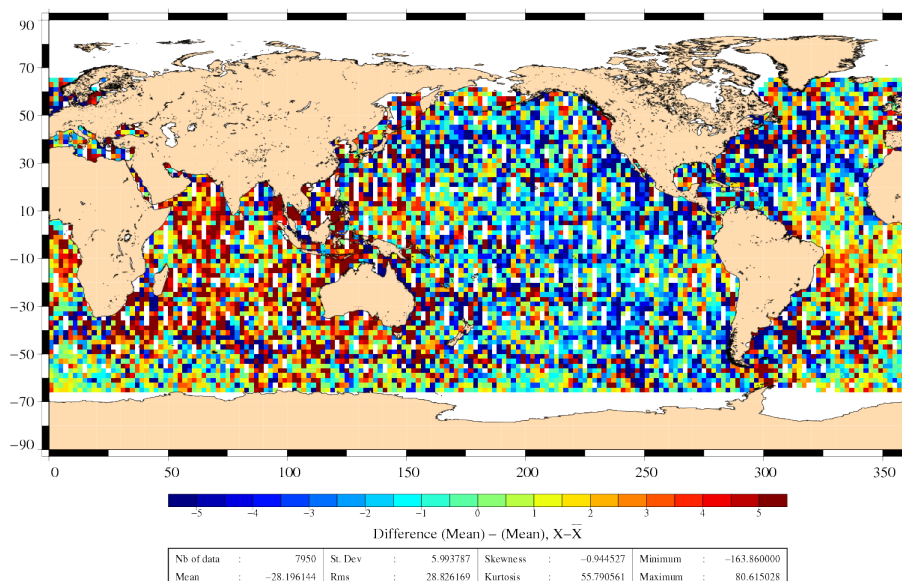 90
70
50
30
10
−10
−30
−50
−70
−90
0 50 100 150 200 250 300 350
−5 −4 −3 −2 −1 0 1 2 3 4 5
Difference (Mean) − (Mean), X−X̅
Nb of data : 7950 St. Dev : 5.993787 Skewness : −0.944527 Minimum : −163.860000
Mean : −28.196144 Rms : 28.826169 Kurtosis : 55.790561 Maximum : 80.615028